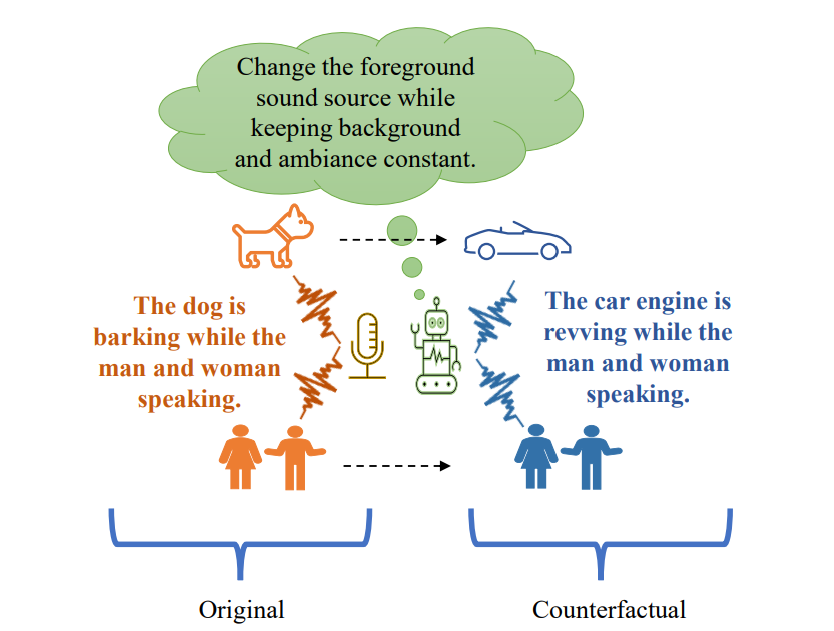 Change the foreground
sound source while
keeping background
and ambiance constant.
The dog is
barking while the
man and woman
speaking.
The car engine is
revving while the
man and woman
speaking.
Original
Counterfactual